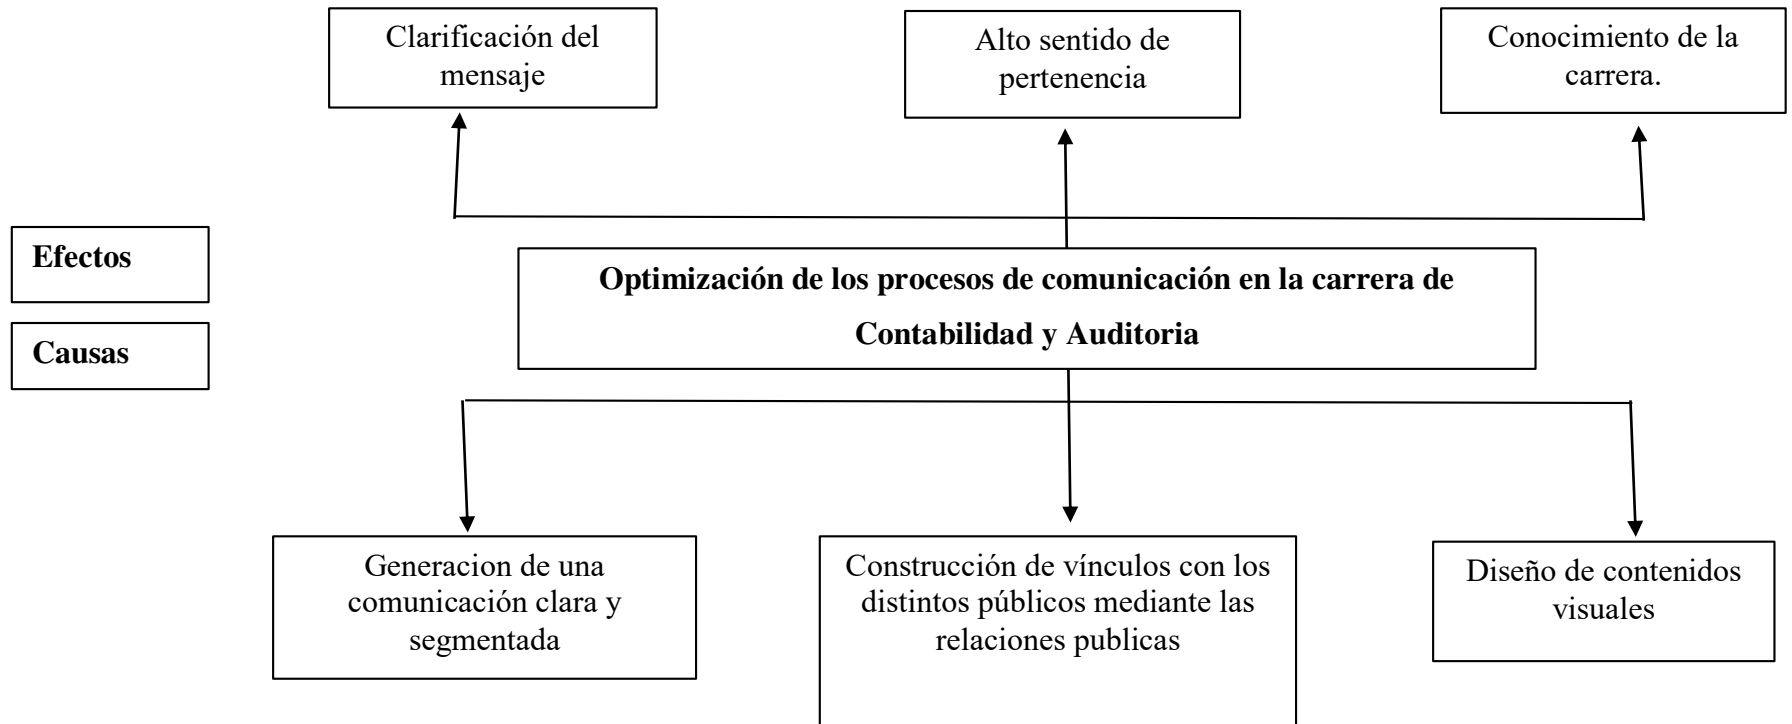 Clarificación del
mensaje
Alto sentido de
pertenencia
Conocimiento de la
carrera.
Efectos
Optimización de los procesos de comunicación en la carrera de
Contabilidad y Auditoria
Causas
Generacion de una
comunicación clara y
segmentada
Construcción de vínculos con los
distintos públicos mediante las
relaciones publicas
Diseño de contenidos
visuales